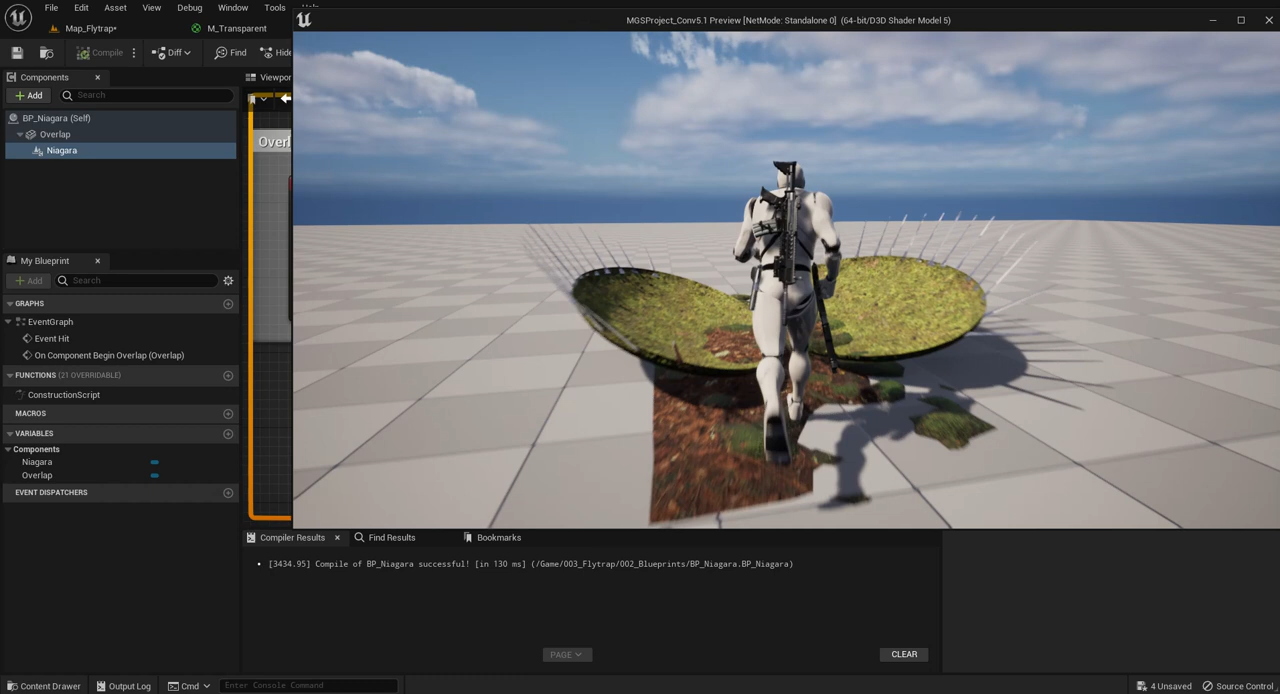 File Edit Asset View Debug Window Tools
MGSProject_Conv5.1 Preview [NetMode: Standalone 0] (64-bit/D3D Shader Model 5)
Map_Flytrap* M_Transparent
Compile Diff Find Hide
Components Viewpor
Add Search
BP_Niagara (Self)
Overlap
Niagara
Overl
My Blueprint
Add Search
GRAPHS
EventGraph
Event Hit
On Component Begin Overlap (Overlap)
FUNCTIONS (21 OVERRIDABLE)
ConstructionScript
MACROS
VARIABLES
Components
Niagara
Overlap
EVENT DISPATCHERS
Compiler Results Find Results Bookmarks
[3434.95] Compile of BP_Niagara successful! [in 130 ms] (/Game/003_Flytrap/002_Blueprints/BP_Niagara.BP_Niagara)
PAGE CLEAR
Content Drawer Output Log Cmd Enter Console Command 4 Unsaved Source Control